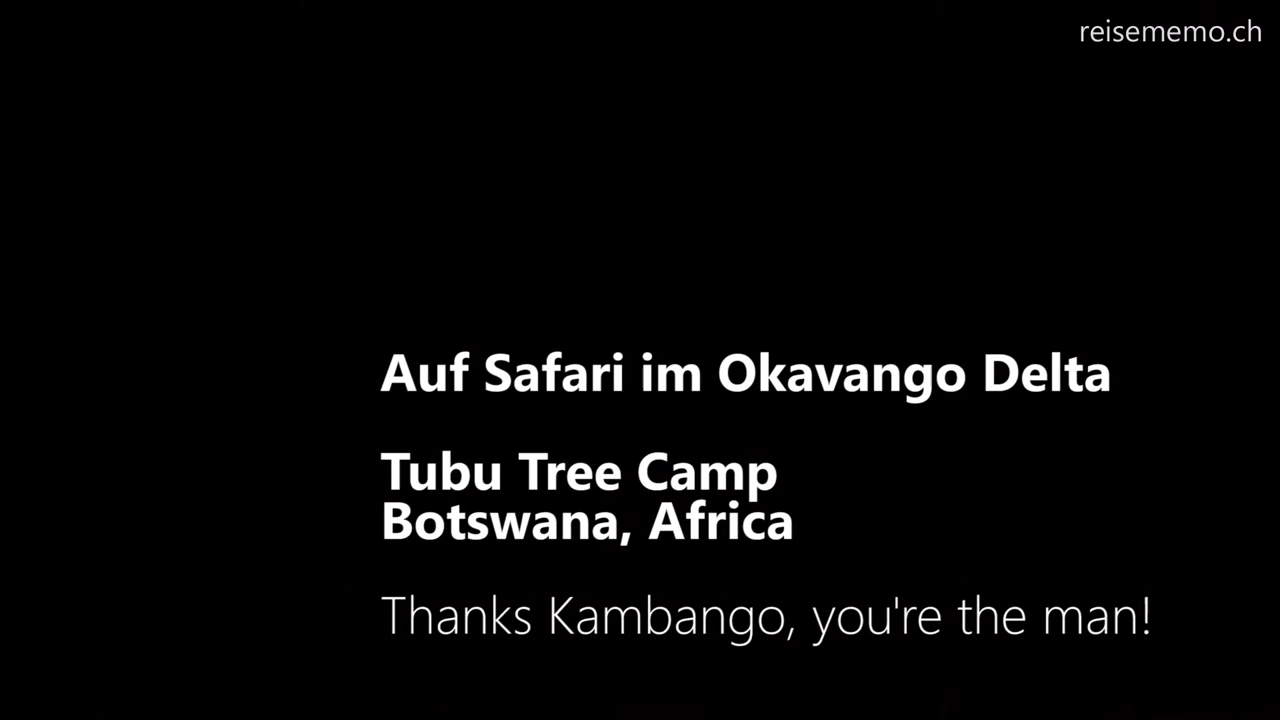 reisememo.ch
Auf Safari im Okavango Delta
Tubu Tree Camp
Botswana, Africa
Thanks Kambango, you're the man!